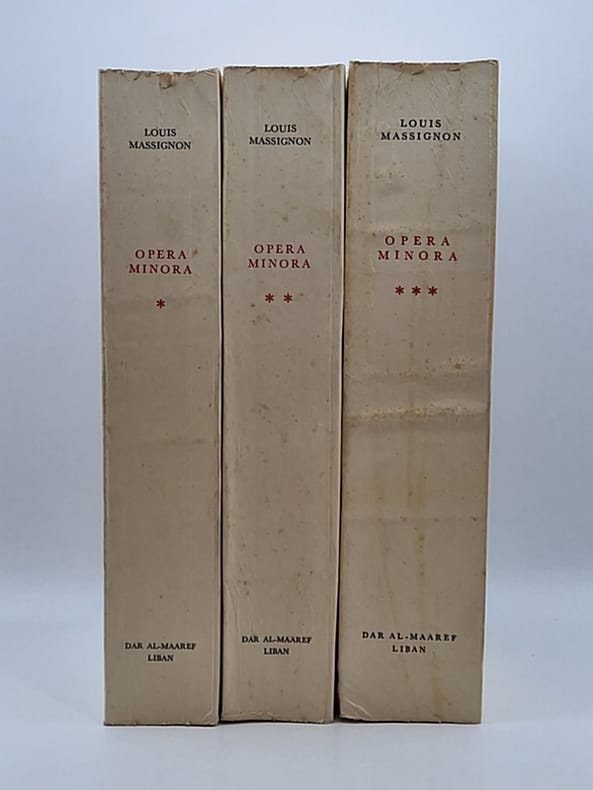 LOUIS
MASSIGNON
OPERA
MINORA
*
DAR AL-MAAREF
LIBAN
LOUIS
MASSIGNON
OPERA
MINORA
* *
DAR AL-MAAREF
LIBAN
LOUIS
MASSIGNON
OPERA
MINORA
* * *
DAR AL-MAAREF
LIBAN